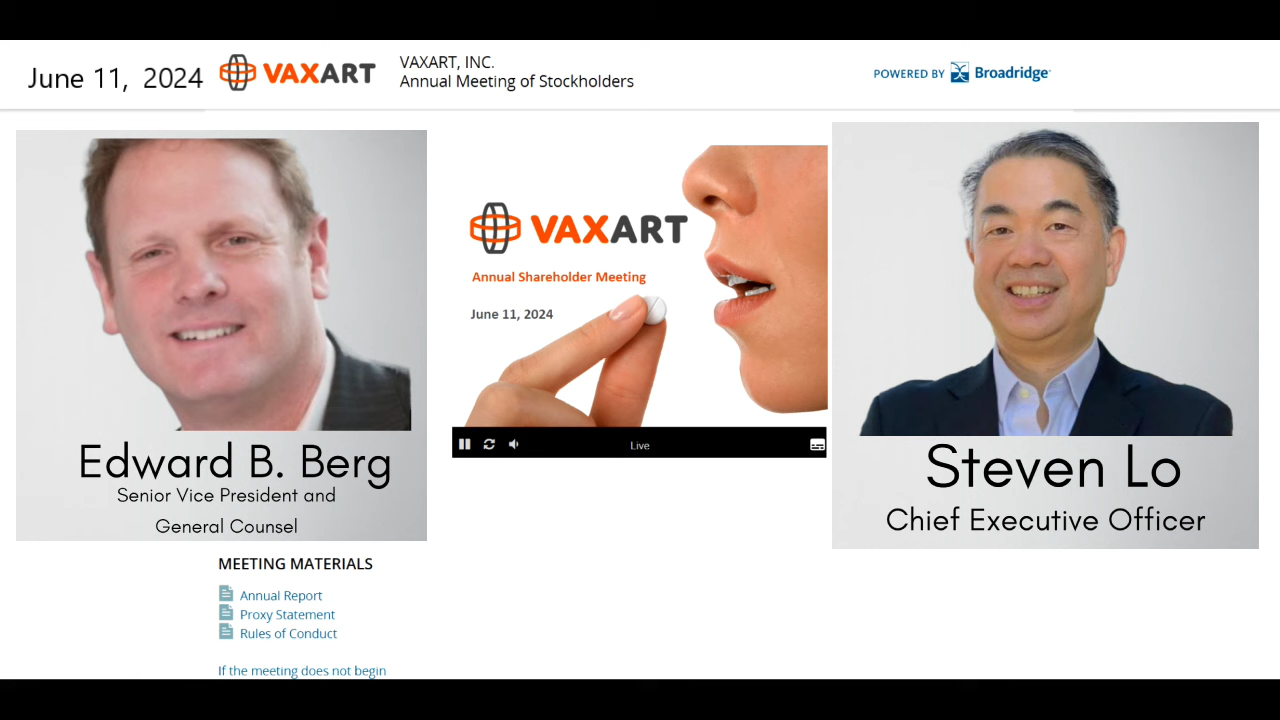 June 11, 2024
VAXART
VAXART, INC.
Annual Meeting of Stockholders
POWERED BY Broadridge
VAXART
Annual Shareholder Meeting
June 11, 2024
Live
Edward B. Berg
Senior Vice President and
General Counsel
Steven Lo
Chief Executive Officer
MEETING MATERIALS
Annual Report
Proxy Statement
Rules of Conduct
If the meeting does not begin